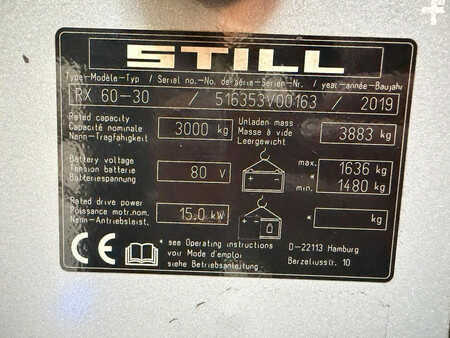 STILL
Type-Modèle-Typ / Serial no.-No. de série-Serien-Nr. / year-année-Baujahr
RX 60-30 / 516353V00163 / 2019
Rated capacity
Capacité nominale
Nenn-Tragfähigkeit
3000 kg
Unladen mass
Masse à vide
Leergewicht
3883 kg
Battery voltage
Tension batterie
Batteriespannung
80 V
max. 1636 kg
*
min. 1480 kg
Rated drive power
Puissance motr.nom.
Nenn-Antriebsleist.
15.0 kW
* kg
CE
* see Operating instructions
voir Mode d'emploi
siehe Betriebsanleitung
D-22113 Hamburg
Berzeliusstr. 10